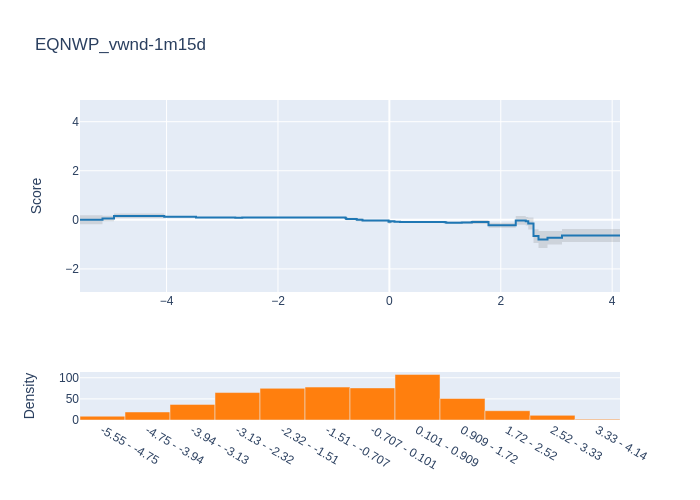 EQNWP_vwnd-1m15d
Score
4
2
0
−2
−4
−2
0
2
4
Density
100
50
0
-5.55 - -4.75
-4.75 - -3.94
-3.94 - -3.13
-3.13 - -2.32
-2.32 - -1.51
-1.51 - -0.707
-0.707 - 0.101
0.101 - 0.909
0.909 - 1.72
1.72 - 2.52
2.52 - 3.33
3.33 - 4.14